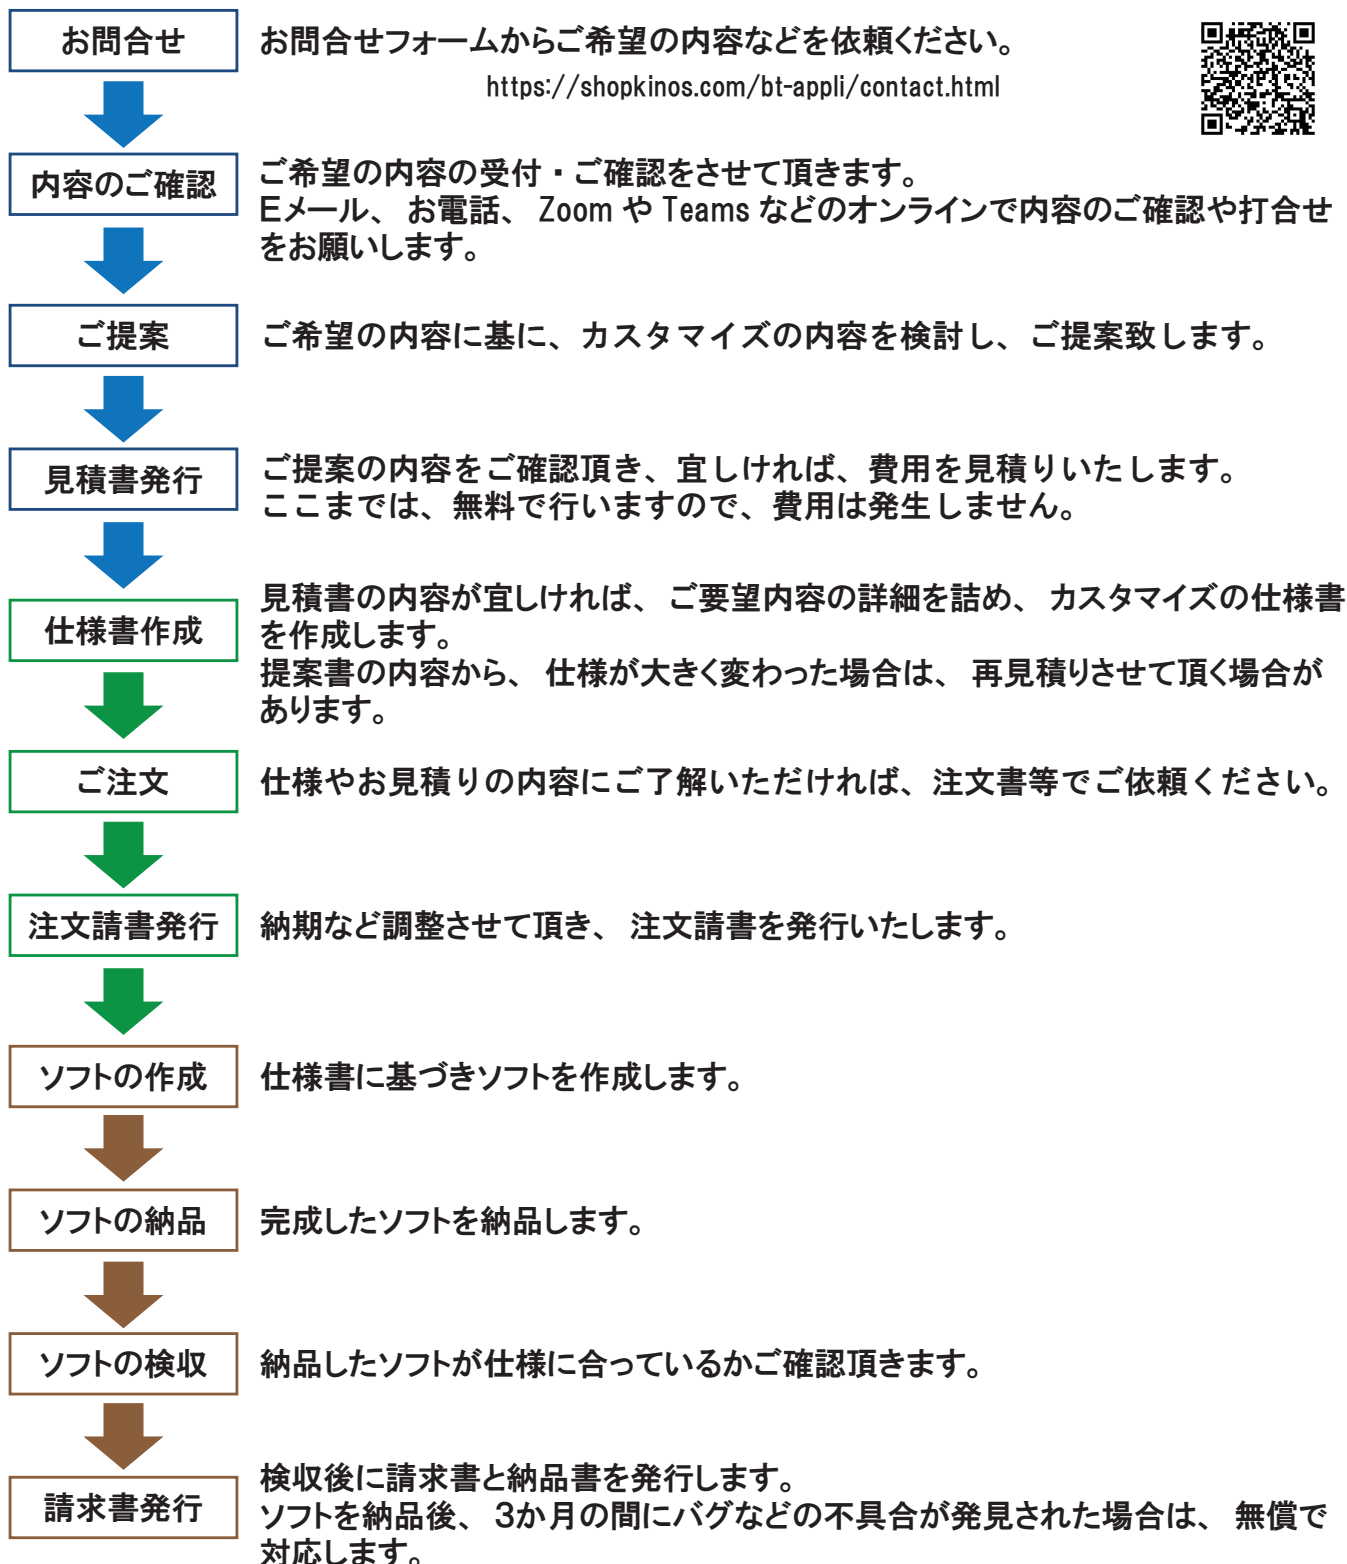 お問合せ
お問合せフォームからご希望の内容などを依頼ください。
https://shopkinos.com/bt-appli/contact.html
内容のご確認
ご希望の内容の受付・ご確認をさせて頂きます。
Eメール、お電話、Zoom や Teams などのオンラインで内容のご確認や打合せ
をお願いします。
ご提案
ご希望の内容に基に、カスタマイズの内容を検討し、ご提案致します。
見積書発行
ご提案の内容をご確認頂き、宜しければ、費用を見積りいたします。
ここまでは、無料で行いますので、費用は発生しません。
仕様書作成
見積書の内容が宜しければ、ご要望内容の詳細を詰め、カスタマイズの仕様書
を作成します。
提案書の内容から、仕様が大きく変わった場合は、再見積りさせて頂く場合が
あります。
ご注文
仕様やお見積りの内容にご了解いただければ、注文書等でご依頼ください。
注文請書発行
納期など調整させて頂き、注文請書を発行いたします。
ソフトの作成
仕様書に基づきソフトを作成します。
ソフトの納品
完成したソフトを納品します。
ソフトの検収
納品したソフトが仕様に合っているかご確認頂きます。
請求書発行
検収後に請求書と納品書を発行します。
ソフトを納品後、3か月の間にバグなどの不具合が発見された場合は、無償で
対応します。